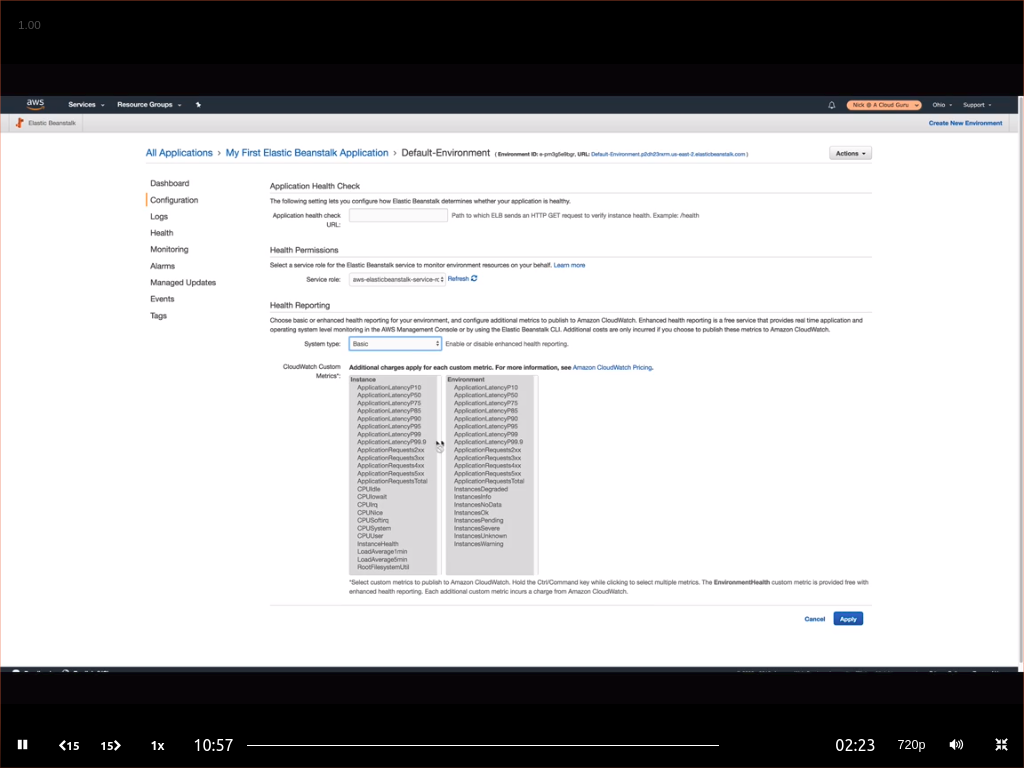 1.00
aws Services Resource Groups Nick @ A Cloud Guru Ohio Support
Elastic Beanstalk Create New Environment
All Applications > My First Elastic Beanstalk Application > Default-Environment ( Environment ID: e-pm3g5e8bgr, URL: Default-Environment.p2dh23nxrm.us-east-2.elasticbeanstalk.com ) Actions
Dashboard
Configuration
Logs
Health
Monitoring
Alarms
Managed Updates
Events
Tags
Application Health Check
The following setting lets you configure how Elastic Beanstalk determines whether your application is healthy.
Application health check URL: Path to which ELB sends an HTTP GET request to verify instance health. Example: /health
Health Permissions
Select a service role for the Elastic Beanstalk service to monitor environment resources on your behalf. Learn more
Service role: aws-elasticbeanstalk-service-rc Refresh
Health Reporting
Choose basic or enhanced health reporting for your environment, and configure additional metrics to publish to Amazon CloudWatch. Enhanced health reporting is a free service that provides real time application and
operating system level monitoring in the AWS Management Console or by using the Elastic Beanstalk CLI. Additional costs are only incurred if you choose to publish these metrics to Amazon CloudWatch.
System type: Basic Enable or disable enhanced health reporting.
CloudWatch Custom Metrics*: Additional charges apply for each custom metric. For more information, see Amazon CloudWatch Pricing.
Instance
ApplicationLatencyP10
ApplicationLatencyP50
ApplicationLatencyP75
ApplicationLatencyP85
ApplicationLatencyP90
ApplicationLatencyP95
ApplicationLatencyP99
ApplicationLatencyP99.9
ApplicationRequests2xx
ApplicationRequests3xx
ApplicationRequests4xx
ApplicationRequests5xx
ApplicationRequestsTotal
CPUIdle
CPUIowait
CPUIrq
CPUNice
CPUSoftirq
CPUSystem
CPUUser
InstanceHealth
LoadAverage1min
LoadAverage5min
RootFilesystemUtil
Environment
ApplicationLatencyP10
ApplicationLatencyP50
ApplicationLatencyP75
ApplicationLatencyP85
ApplicationLatencyP90
ApplicationLatencyP95
ApplicationLatencyP99
ApplicationLatencyP99.9
ApplicationRequests2xx
ApplicationRequests3xx
ApplicationRequests4xx
ApplicationRequests5xx
ApplicationRequestsTotal
InstancesDegraded
InstancesInfo
InstancesNoData
InstancesOk
InstancesPending
InstancesSevere
InstancesUnknown
InstancesWarning
*Select custom metrics to publish to Amazon CloudWatch. Hold the Ctrl/Command key while clicking to select multiple metrics. The EnvironmentHealth custom metric is provided free with
enhanced health reporting. Each additional custom metric incurs a charge from Amazon CloudWatch.
Cancel Apply
15 15 1x 10:57 02:23 720p